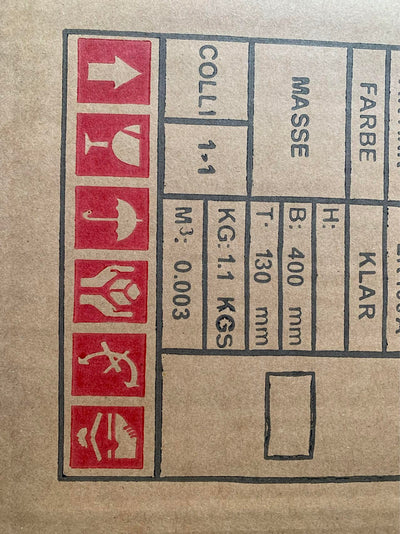 FARBE KLAR
H:
MASSE B: 400 mm
T: 130 mm
KG: 1.1 KGS
COLLI 1•1
M³: 0.003